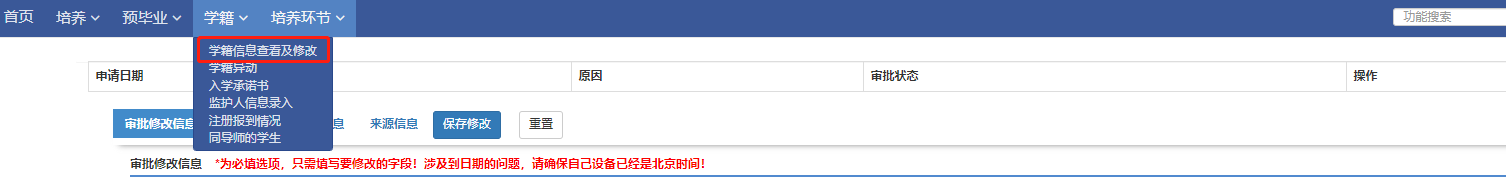 首页 培养 预毕业 学籍 培养环节 功能搜索
学籍信息查看及修改
申请日期 原因 审批状态 操作
学籍异动
入学承诺书
监护人信息录入
审批修改信息 息 来源信息 保存修改 重置
注册报到情况
同导师的学生
审批修改信息 *为必填选项，只需填写要修改的字段！涉及到日期的问题，请确保自己设备已经是北京时间！